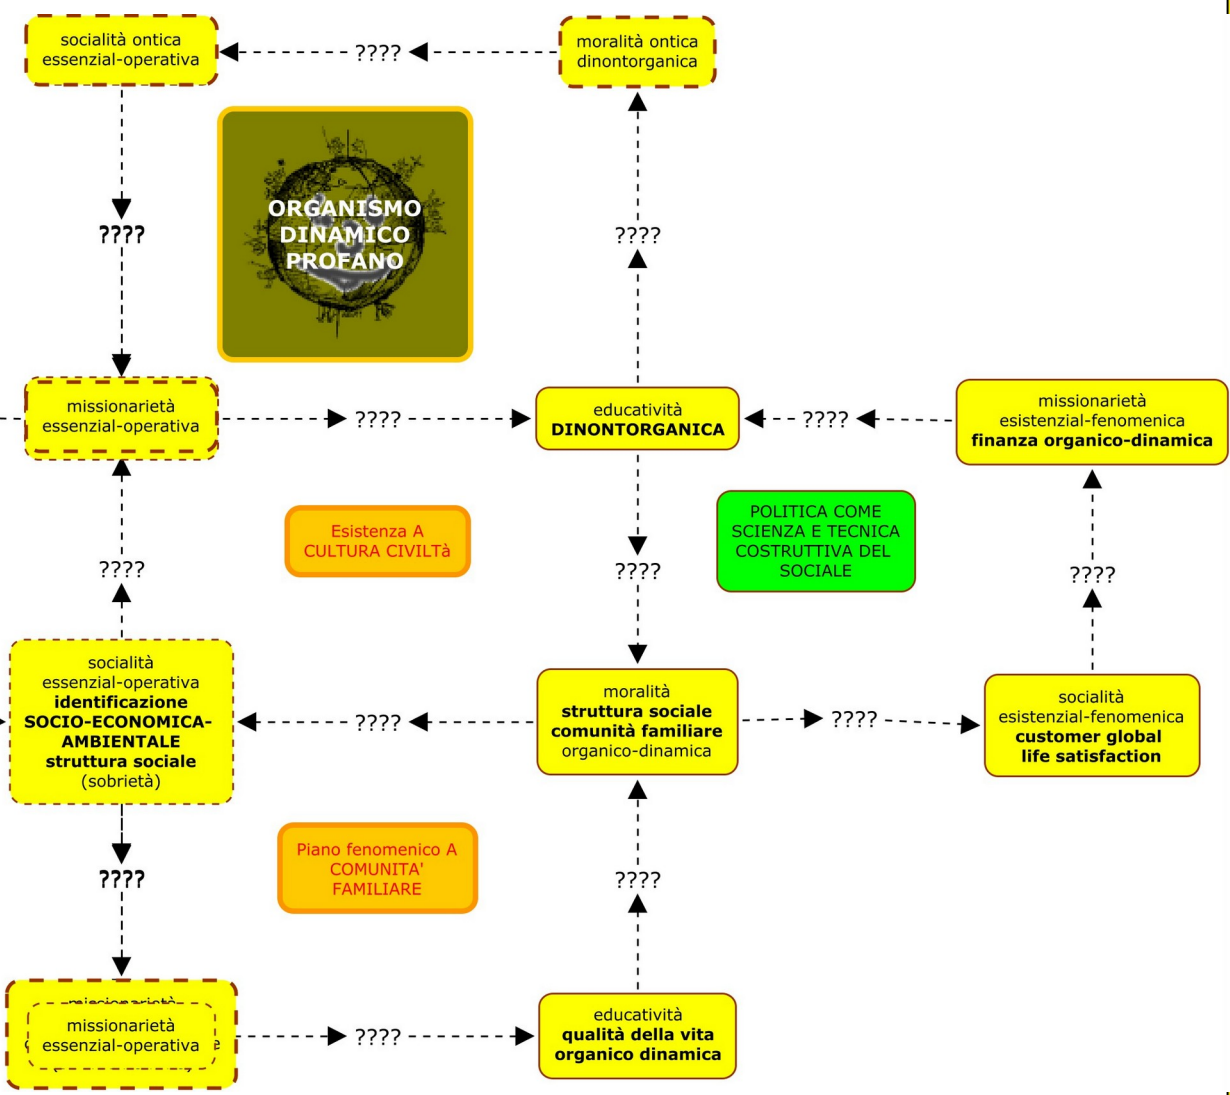 socialità ontica
essenzial-operativa
????
moralità ontica
dinontorganica
ORGANISMO
DINAMICO
PROFANO
????
????
missionarietà
essenzial-operativa
????
educatività
DINONTORGANICA
????
missionarietà
esistenzial-fenomenica
finanza organico-dinamica
Esistenza A
CULTURA CIVILTà
POLITICA COME
SCIENZA E TECNICA
COSTRUTTIVA DEL
SOCIALE
????
????
????
socialità
essenzial-operativa
identificazione
SOCIO-ECONOMICA-
AMBIENTALE
struttura sociale
(sobrietà)
????
moralità
struttura sociale
comunità familiare
organico-dinamica
????
socialità
esistenzial-fenomenica
customer global
life satisfaction
Piano fenomenico A
COMUNITA'
FAMILIARE
????
????
missionarietà
essenzial-operativa
????
educatività
qualità della vita
organico dinamica